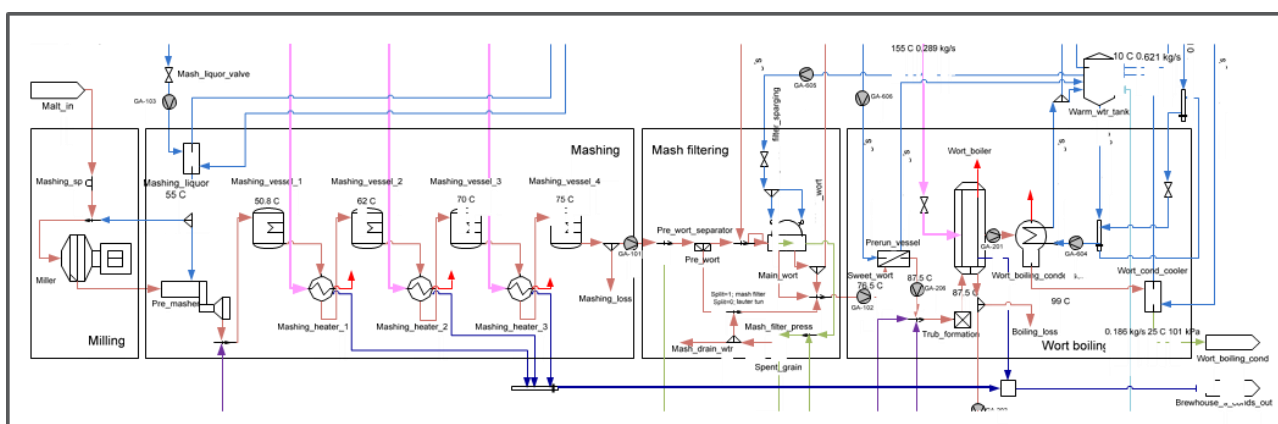 155 C 0.289 kg/s
10 C 0.621 kg/s
Mash_liquor_valve
GA-605
GA-606
Malt_in
GA-103
filter_sparging
Warm_wtr_tank
Mashing
Mash filtering
Wort_boiler
Mashing_sp
Mashing_liquor
55 C
Mashing_vessel_1
Mashing_vessel_2
Mashing_vessel_3
Mashing_vessel_4
_wort
50.8 C
62 C
70 C
75 C
Pre_wort_separator
Prerun_vessel
GA-101
GA-201
GA-604
Miller
Pre_wort
Main_wort
Sweet_wort
76.5 C
87.5 C
GA-206
Wort_boiling_conde
Wort_cond_cooler
Pre_masher
Mashing_loss
Split=1; mash filter
Split=0; lauter tun
GA-102
87.5 C
99 C
Mashing_heater_1
Mashing_heater_2
Mashing_heater_3
Mash_filter_press
Trub_formation
Boiling_loss
0.186 kg/s 25 C 101 kPa
Milling
Mash_drain_wtr
Spent_grain
Wort boiling
Wort_boiling_cond